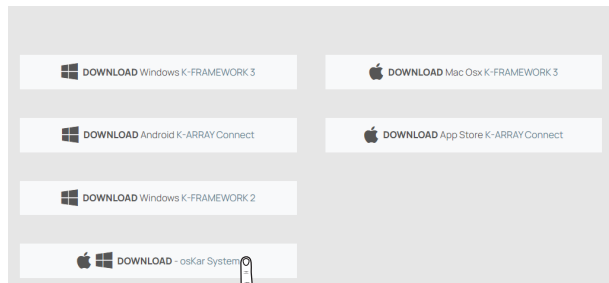 DOWNLOAD Windows K-FRAMEWORK 3
DOWNLOAD Mac Osx K-FRAMEWORK 3
DOWNLOAD Android K-ARRAY Connect
DOWNLOAD App Store K-ARRAY Connect
DOWNLOAD Windows K-FRAMEWORK 2
DOWNLOAD - osKar System